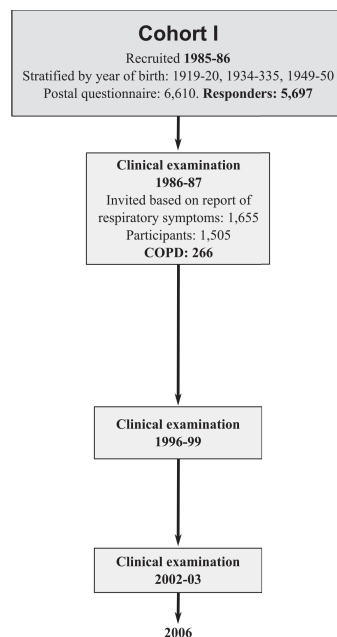 Cohort I
Recruited 1985-86
Stratified by year of birth: 1919-20, 1934-335, 1949-50
Postal questionnaire: 6,610. Responders: 5,697
Clinical examination
1986-87
Invited based on report of
respiratory symptoms: 1,655
Participants: 1,505
COPD: 266
Clinical examination
1996-99
Clinical examination
2002-03
2006